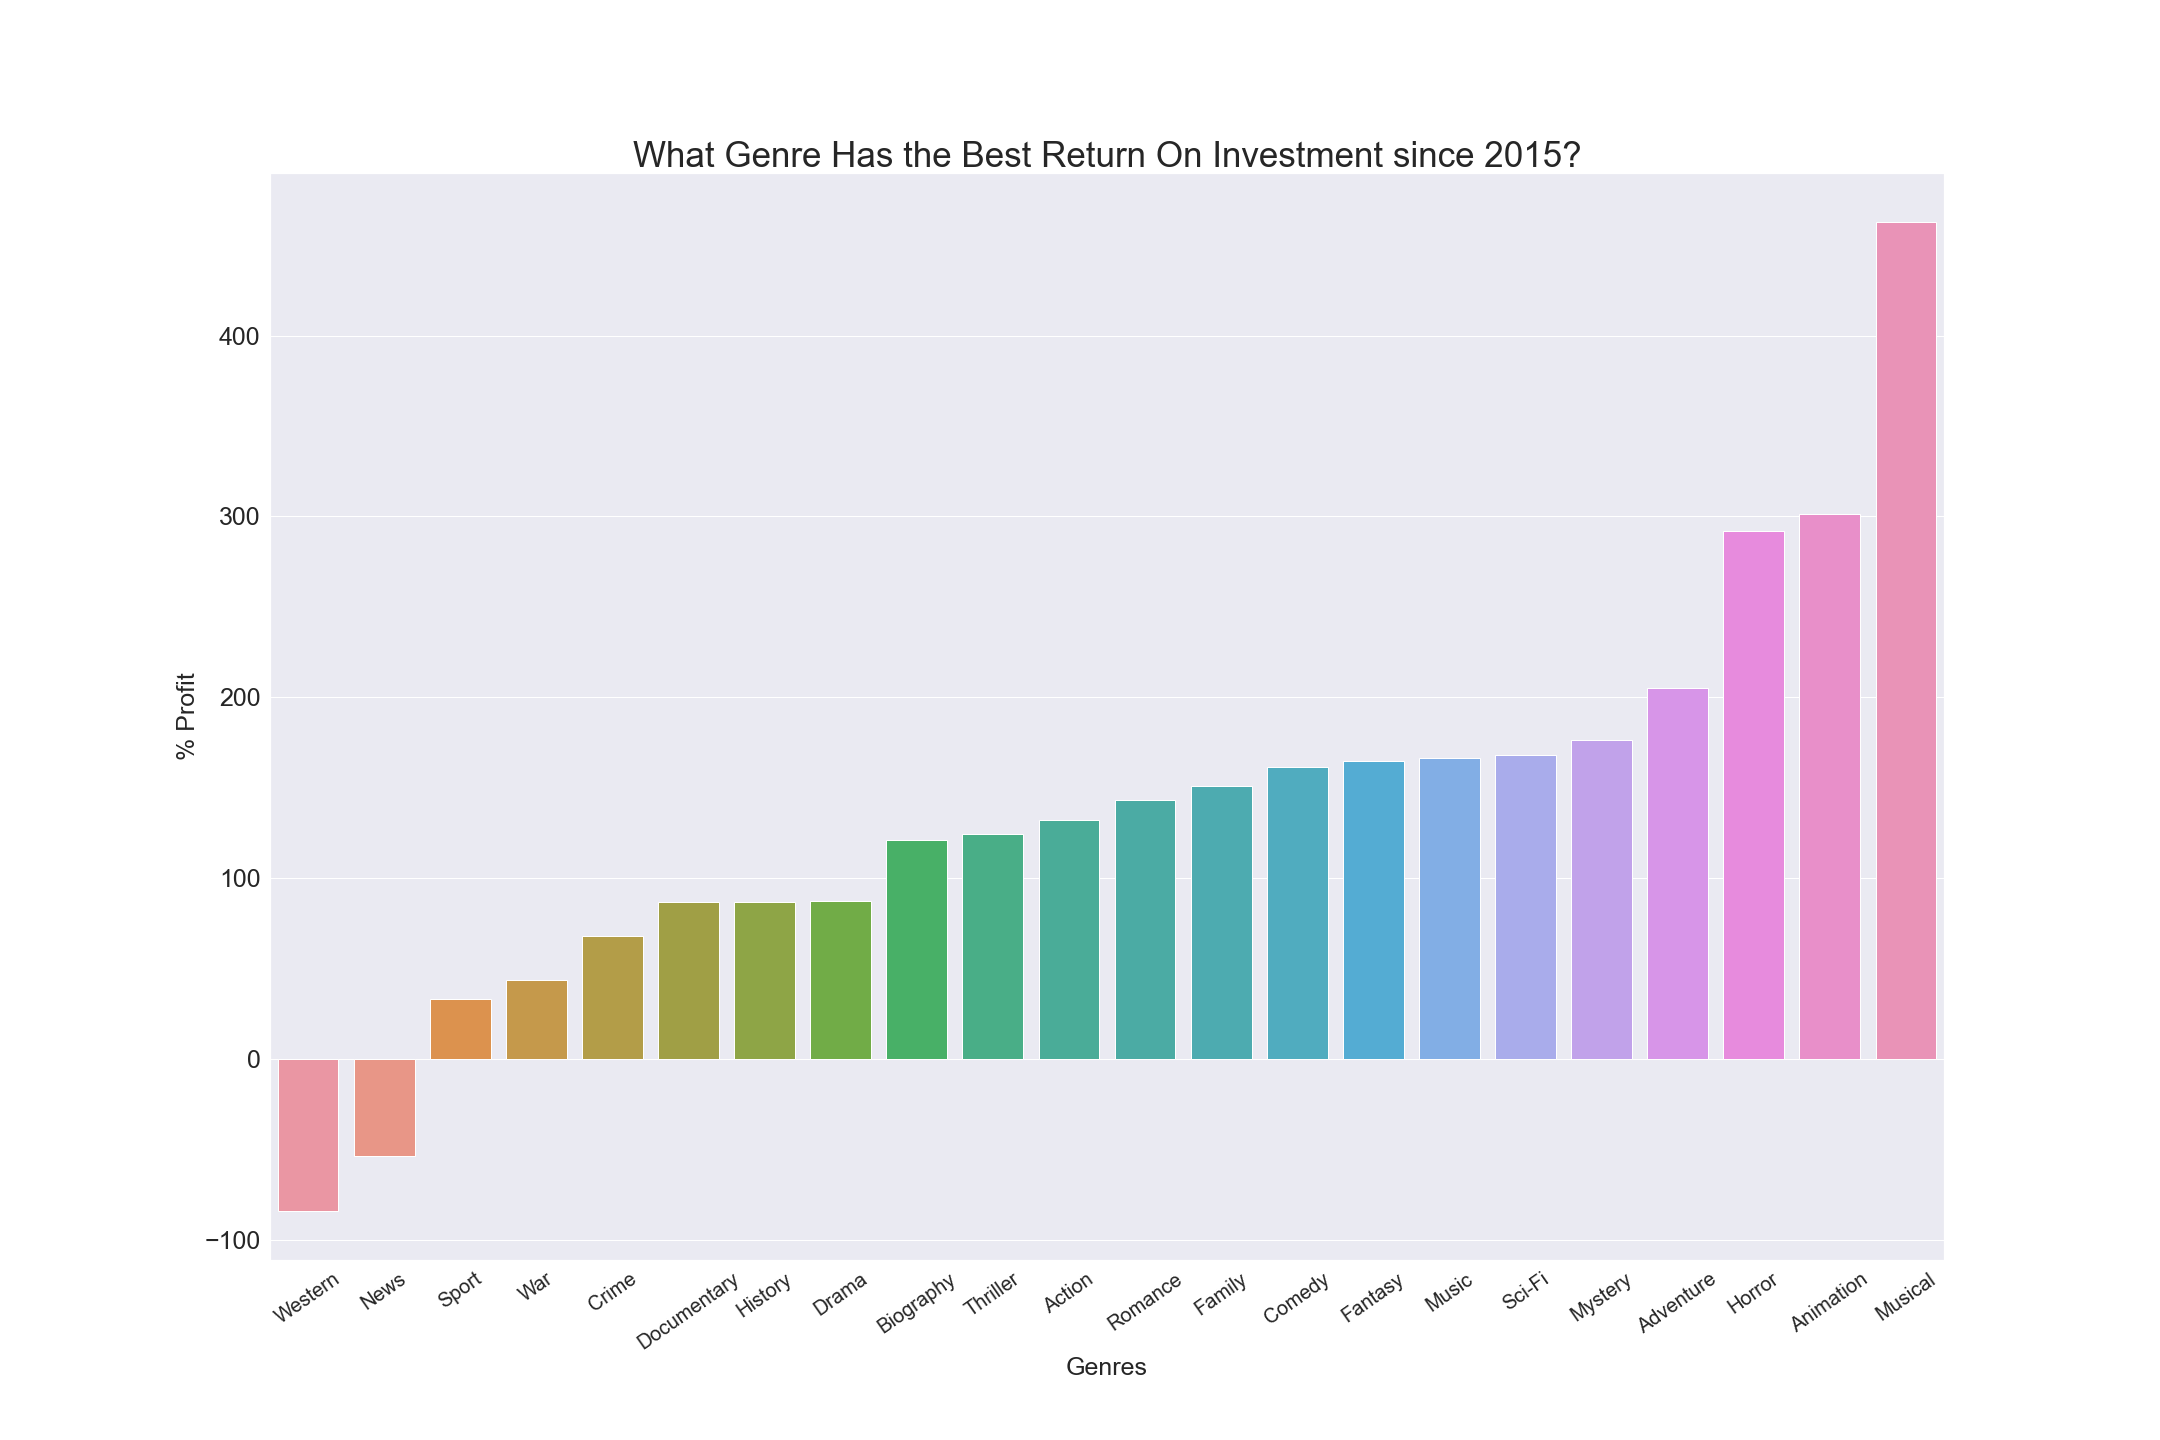 What Genre Has the Best Return On Investment since 2015?
% Profit
400
300
200
100
0
−100
Western
News
Sport
War
Crime
Documentary
History
Drama
Biography
Thriller
Action
Romance
Family
Comedy
Fantasy
Music
Sci-Fi
Mystery
Adventure
Horror
Animation
Musical
Genres